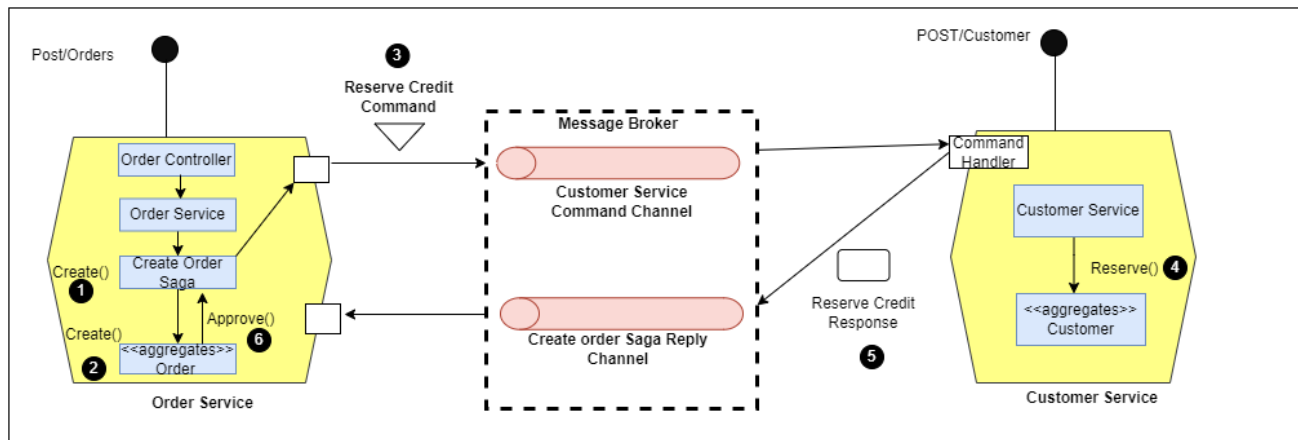 Post/Orders
3
Reserve Credit
Command
POST/Customer
Order Controller
Order Service
Create()
1
Create Order
Saga
Create()
2
Approve()
6
<<aggregates>>
Order
Order Service
Message Broker
Customer Service
Command Channel
Create order Saga Reply
Channel
Reserve Credit
Response
5
Command
Handler
Customer Service
Reserve()
4
<<aggregates>>
Customer
Customer Service